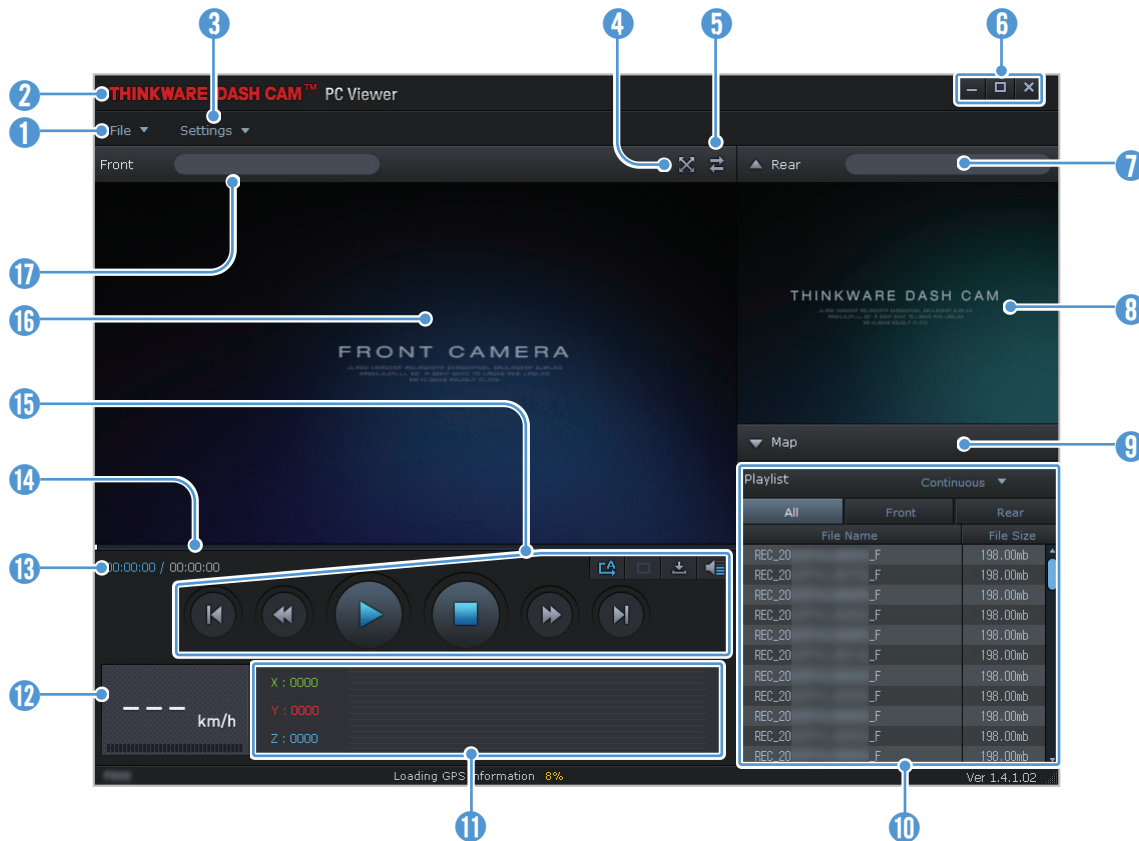 3
4
5
6
2
THINKWARE DASH CAM™ PC Viewer
1
File
Settings
Front
Rear
7
17
16
THINKWARE DASH CAM
8
FRONT CAMERA
15
Map
9
14
Playlist
Continuous
All
Front
Rear
File Name
File Size
13
00:00:00 / 00:00:00
REC_20 _F 198.00mb
REC_20 _F 198.00mb
REC_20 _F 198.00mb
REC_20 _F 198.00mb
REC_20 _F 198.00mb
REC_20 _F 198.00mb
REC_20 _F 198.00mb
REC_20 _F 198.00mb
REC_20 _F 198.00mb
REC_20 _F 198.00mb
REC_20 _F 198.00mb
12
km/h
X : 0000
Y : 0000
Z : 0000
Loading GPS information 8%
Ver 1.4.1.02
11
10